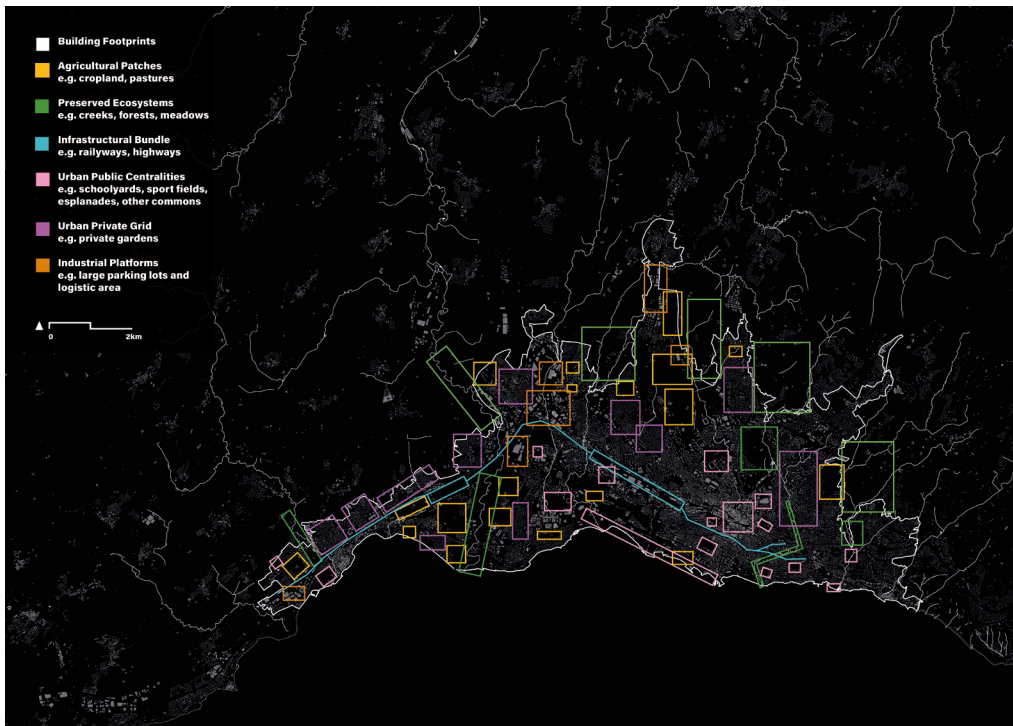 Building Footprints
Agricultural Patches
e.g. cropland, pastures
Preserved Ecosystems
e.g. creeks, forests, meadows
Infrastructural Bundle
e.g. railyways, highways
Urban Public Centralities
e.g. schoolyards, sport fields,
esplanades, other commons
Urban Private Grid
e.g. private gardens
Industrial Platforms
e.g. large parking lots and
logistic area
0 2km